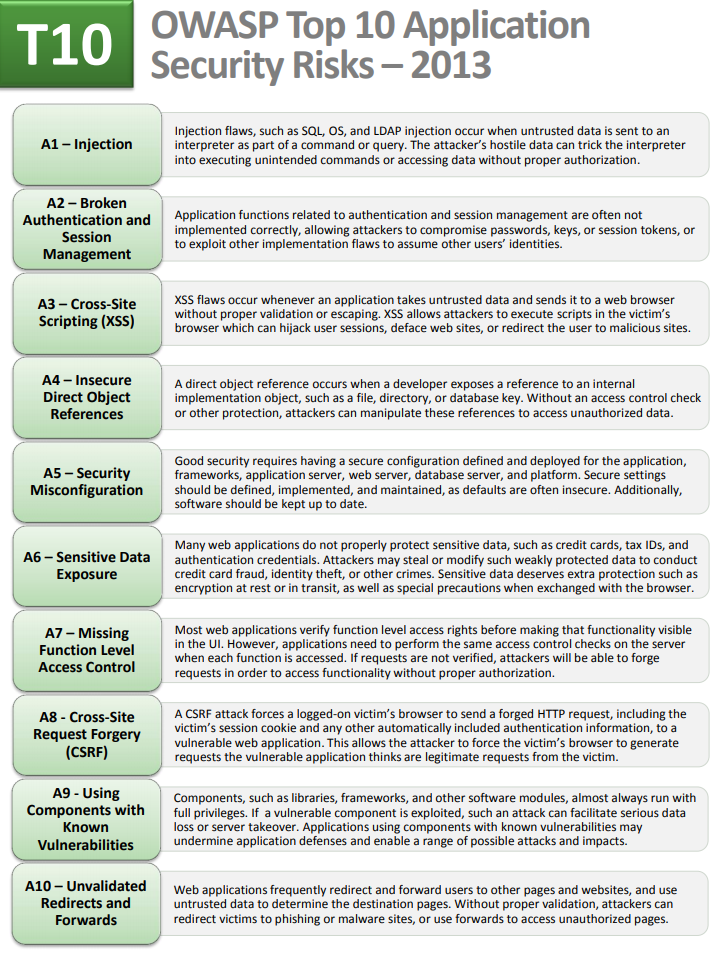 T10
OWASP Top 10 Application
Security Risks – 2013
A1 – Injection
Injection flaws, such as SQL, OS, and LDAP injection occur when untrusted data is sent to an
interpreter as part of a command or query. The attacker’s hostile data can trick the interpreter
into executing unintended commands or accessing data without proper authorization.
A2 – Broken
Authentication and
Session
Management
Application functions related to authentication and session management are often not
implemented correctly, allowing attackers to compromise passwords, keys, or session tokens, or
to exploit other implementation flaws to assume other users’ identities.
A3 – Cross-Site
Scripting (XSS)
XSS flaws occur whenever an application takes untrusted data and sends it to a web browser
without proper validation or escaping. XSS allows attackers to execute scripts in the victim’s
browser which can hijack user sessions, deface web sites, or redirect the user to malicious sites.
A4 – Insecure
Direct Object
References
A direct object reference occurs when a developer exposes a reference to an internal
implementation object, such as a file, directory, or database key. Without an access control check
or other protection, attackers can manipulate these references to access unauthorized data.
A5 – Security
Misconfiguration
Good security requires having a secure configuration defined and deployed for the application,
frameworks, application server, web server, database server, and platform. Secure settings
should be defined, implemented, and maintained, as defaults are often insecure. Additionally,
software should be kept up to date.
A6 – Sensitive Data
Exposure
Many web applications do not properly protect sensitive data, such as credit cards, tax IDs, and
authentication credentials. Attackers may steal or modify such weakly protected data to conduct
credit card fraud, identity theft, or other crimes. Sensitive data deserves extra protection such as
encryption at rest or in transit, as well as special precautions when exchanged with the browser.
A7 – Missing
Function Level
Access Control
Most web applications verify function level access rights before making that functionality visible
in the UI. However, applications need to perform the same access control checks on the server
when each function is accessed. If requests are not verified, attackers will be able to forge
requests in order to access functionality without proper authorization.
A8 - Cross-Site
Request Forgery
(CSRF)
A CSRF attack forces a logged-on victim’s browser to send a forged HTTP request, including the
victim’s session cookie and any other automatically included authentication information, to a
vulnerable web application. This allows the attacker to force the victim’s browser to generate
requests the vulnerable application thinks are legitimate requests from the victim.
A9 - Using
Components with
Known
Vulnerabilities
Components, such as libraries, frameworks, and other software modules, almost always run with
full privileges. If a vulnerable component is exploited, such an attack can facilitate serious data
loss or server takeover. Applications using components with known vulnerabilities may
undermine application defenses and enable a range of possible attacks and impacts.
A10 – Unvalidated
Redirects and
Forwards
Web applications frequently redirect and forward users to other pages and websites, and use
untrusted data to determine the destination pages. Without proper validation, attackers can
redirect victims to phishing or malware sites, or use forwards to access unauthorized pages.